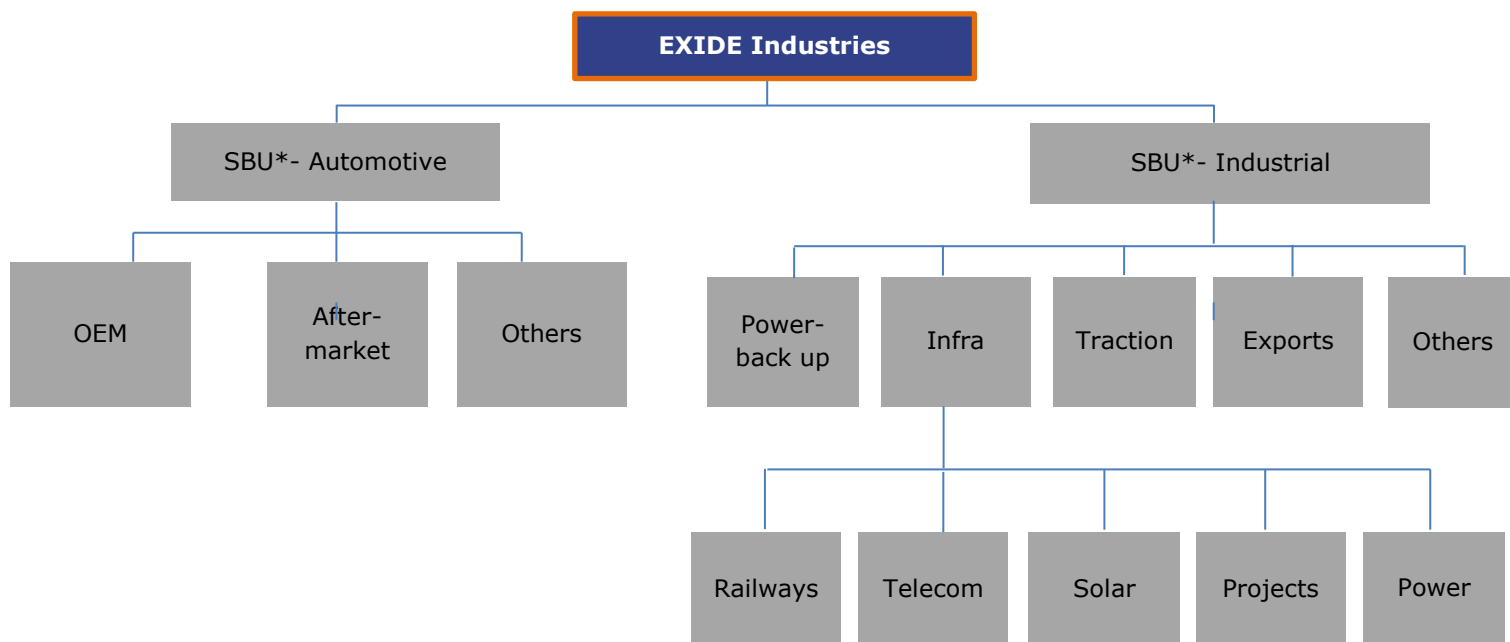 EXIDE Industries
SBU*- Automotive
SBU*- Industrial
OEM
After-
market
Others
Power-
back up
Infra
Traction
Exports
Others
Railways
Telecom
Solar
Projects
Power